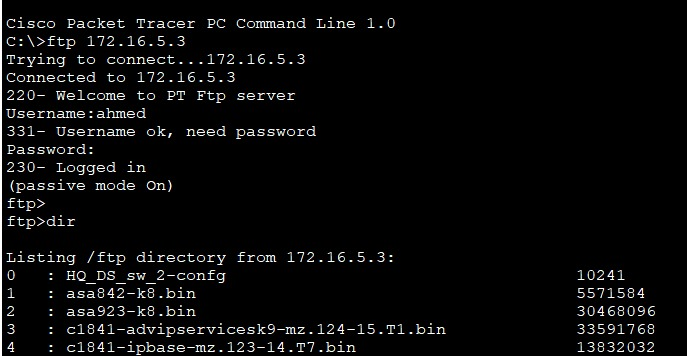 Cisco Packet Tracer PC Command Line 1.0
C:\>ftp 172.16.5.3
Trying to connect...172.16.5.3
Connected to 172.16.5.3
220- Welcome to PT Ftp server
Username:ahmed
331- Username ok, need password
Password:
230- Logged in
(passive mode On)
ftp>
ftp>dir
Listing /ftp directory from 172.16.5.3:
0 : HQ_DS_sw_2-confg 10241
1 : asa842-k8.bin 5571584
2 : asa923-k8.bin 30468096
3 : c1841-advipservicesk9-mz.124-15.T1.bin 33591768
4 : c1841-ipbase-mz.123-14.T7.bin 13832032